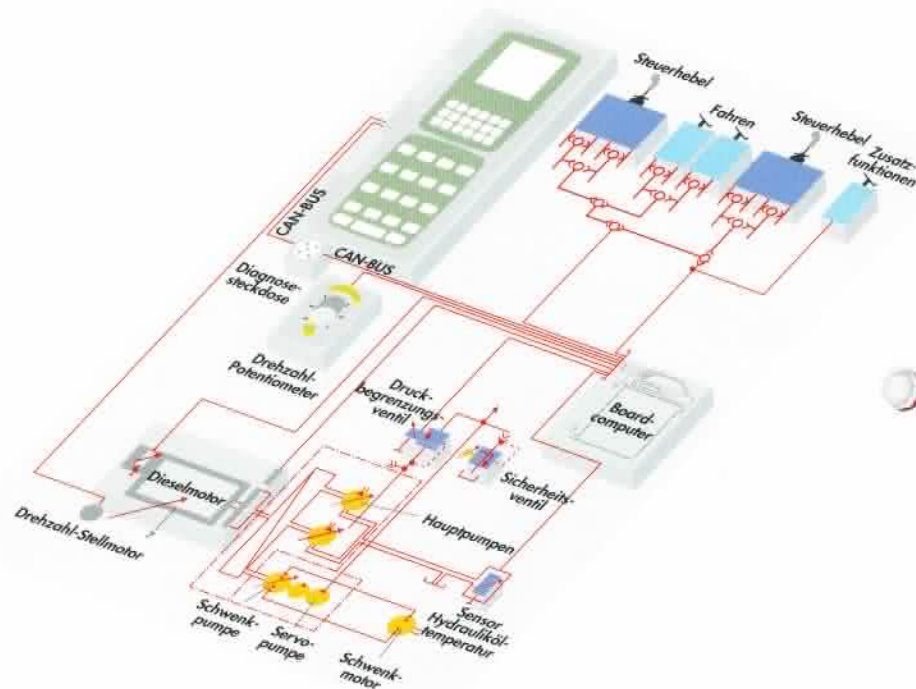 Steuerhebel
Fahren
Steuerhebel
Zusatz-
funktionen
CAN-BUS
CAN-BUS
Diagnose-
steckdose
Drehzahl-
Potentiometer
Druck-
begrenzungs-
ventil
Board-
computer
Sicherheits-
ventil
Dieselmotor
Hauptpumpen
Drehzahl-Stellmotor
Schwenk-
pumpe
Servo-
pumpe
Schwenk-
motor
Sensor
Hydrauliköl-
temperatur